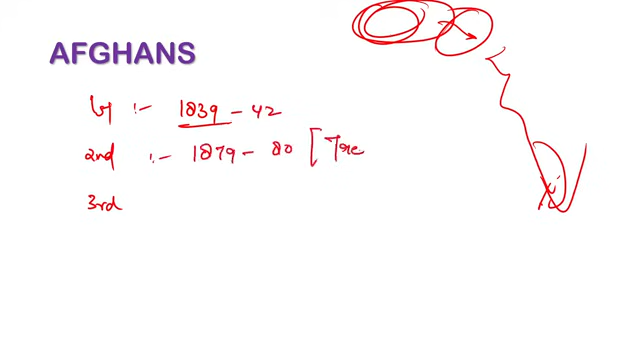 AFGHANS
1st :- 1839 - 42
2nd :- 1879 - 80 [ Tre
3rd